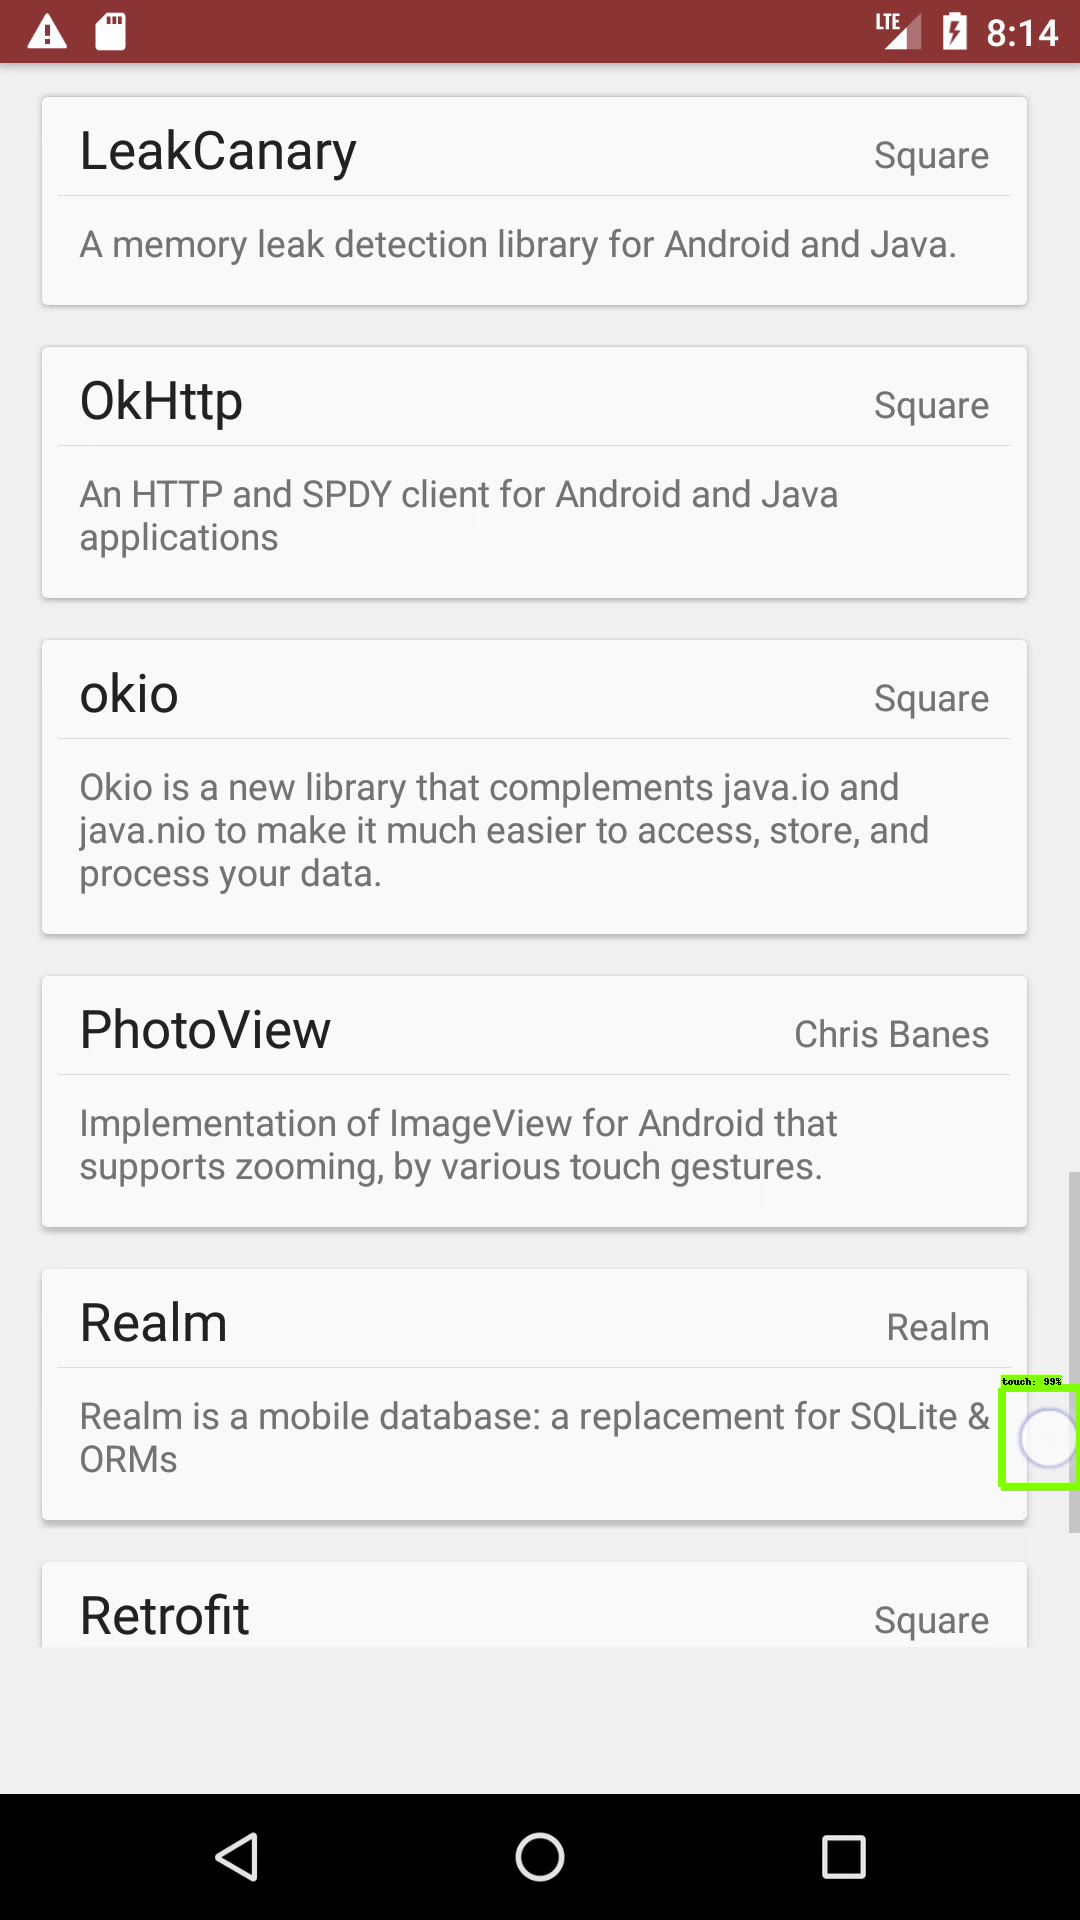 LTE 8:14
LeakCanary Square
A memory leak detection library for Android and Java.
OkHttp Square
An HTTP and SPDY client for Android and Java
applications
okio Square
Okio is a new library that complements java.io and
java.nio to make it much easier to access, store, and
process your data.
PhotoView Chris Banes
Implementation of ImageView for Android that
supports zooming, by various touch gestures.
Realm Realm
touch: 99%
Realm is a mobile database: a replacement for SQLite &
ORMs
Retrofit Square